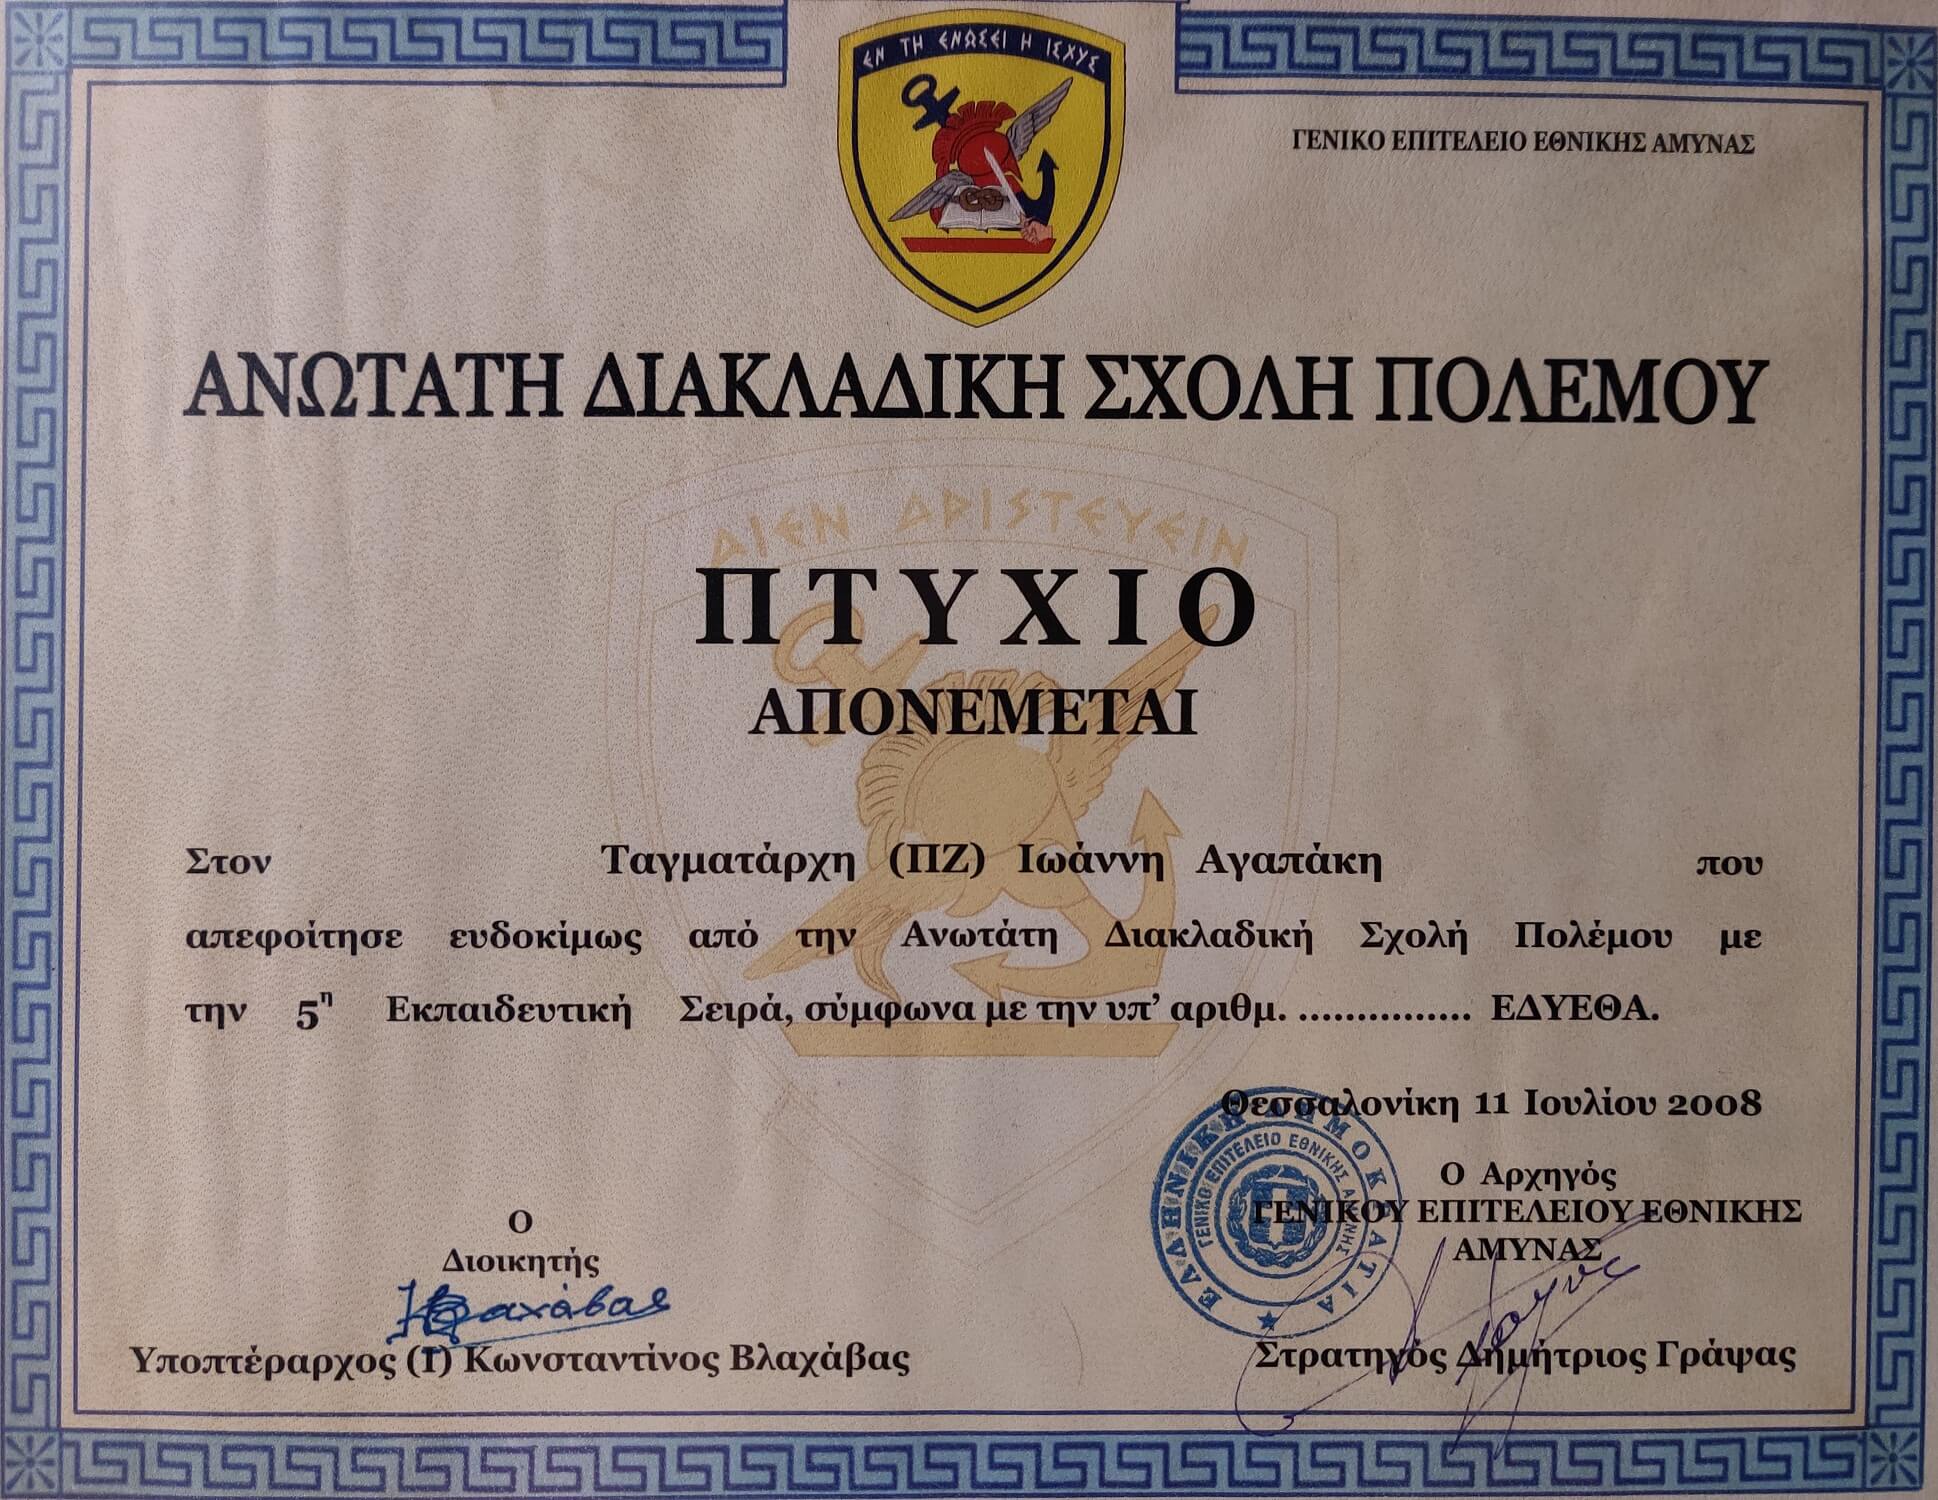 ΕΝ ΤΗ ΕΝΩΣΕΙ Η ΙΣΧΥΣ
ΓΕΝΙΚΟ ΕΠΙΤΕΛΕΙΟ ΕΘΝΙΚΗΣ ΑΜΥΝΑΣ
ΑΝΩΤΑΤΗ ΔΙΑΚΛΑΔΙΚΗ ΣΧΟΛΗ ΠΟΛΕΜΟΥ
ΑΙΕΝ ΑΡΙΣΤΕΥΕΙΝ
ΠΤΥΧΙΟ
ΑΠΟΝΕΜΕΤΑΙ
Στον Ταγματάρχη (ΠΖ) Ιωάννη Αγαπάκη που
απεφοίτησε ευδοκίμως από την Ανωτάτη Διακλαδική Σχολή Πολέμου με
την 5η Εκπαιδευτική Σειρά, σύμφωνα με την υπ’ αριθμ. ............... ΕΔΥΕΘΑ.
Θεσσαλονίκη 11 Ιουλίου 2008
Ο Αρχηγός
ΓΕΝΙΚΟΥ ΕΠΙΤΕΛΕΙΟΥ ΕΘΝΙΚΗΣ
ΑΜΥΝΑΣ
ΕΛΛΗΝΙΚΗ ΔΗΜΟΚΡΑΤΙΑ
ΓΕΝΙΚΟ ΕΠΙΤΕΛΕΙΟ ΕΘΝΙΚΗΣ ΑΜΥΝΗΣ
Στρατηγός Δημήτριος Γράψας
Ο
Διοικητής
Υποπτέραρχος (Ι) Κωνσταντίνος Βλαχάβας